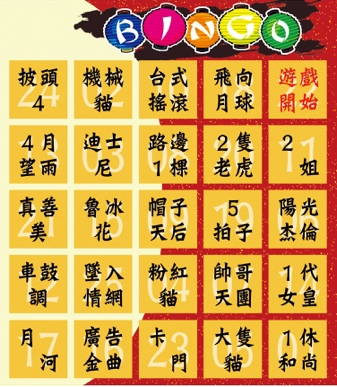 BINGO
披頭
4
機械
貓
台式
搖滾
飛向
月球
遊戲
開始
4月
望雨
迪士
尼
路邊
1棵
2隻
老虎
2
姐
真善
美
魯冰
花
帽子
天后
5
拍子
陽光
杰倫
車鼓
調
墜入
情網
粉紅
貓
帥哥
天團
1代
女皇
月
河
廣告
金曲
卡
門
大隻
貓
1休
和尚